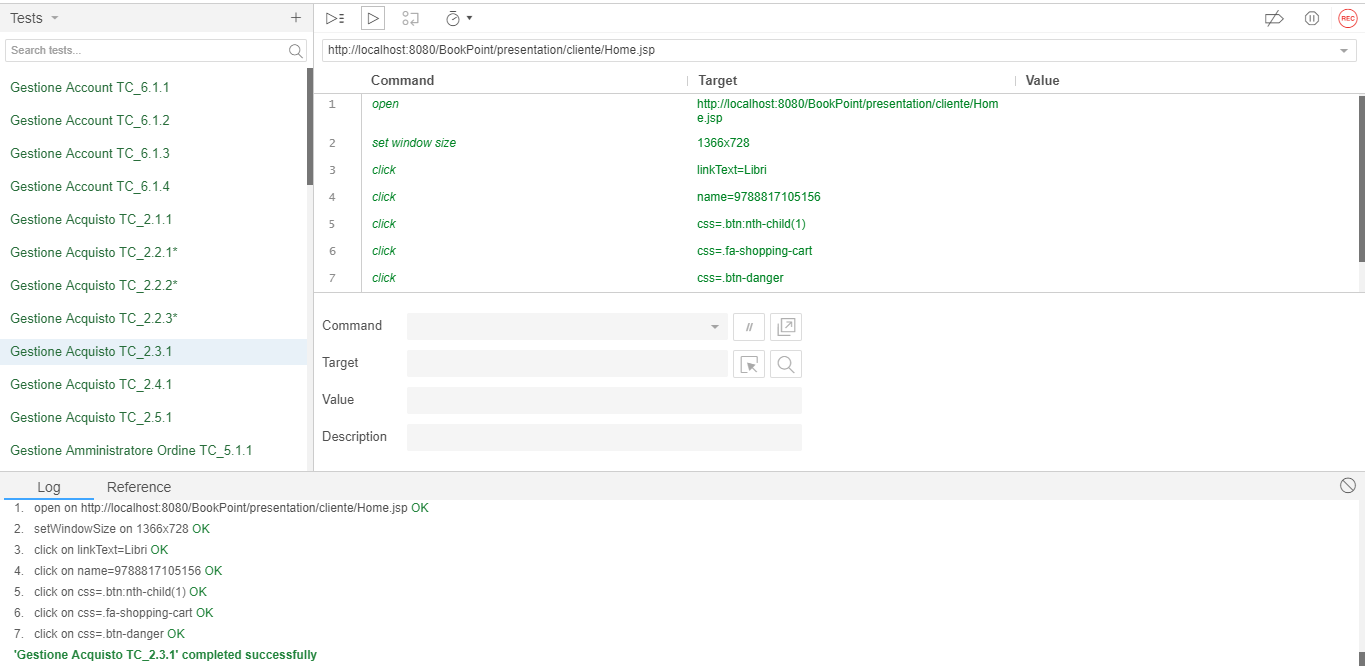 Tests
Search tests...
Gestione Account TC_6.1.1
Gestione Account TC_6.1.2
Gestione Account TC_6.1.3
Gestione Account TC_6.1.4
Gestione Acquisto TC_2.1.1
Gestione Acquisto TC_2.2.1*
Gestione Acquisto TC_2.2.2*
Gestione Acquisto TC_2.2.3*
Gestione Acquisto TC_2.3.1
Gestione Acquisto TC_2.4.1
Gestione Acquisto TC_2.5.1
Gestione Amministratore Ordine TC_5.1.1
REC
http://localhost:8080/BookPoint/presentation/cliente/Home.jsp
Command Target Value
1 open http://localhost:8080/BookPoint/presentation/cliente/Hom
e.jsp
2 set window size 1366x728
3 click linkText=Libri
4 click name=9788817105156
5 click css=.btn:nth-child(1)
6 click css=.fa-shopping-cart
7 click css=.btn-danger
Command //
Target
Value
Description
Log Reference
1. open on http://localhost:8080/BookPoint/presentation/cliente/Home.jsp OK
2. setWindowSize on 1366x728 OK
3. click on linkText=Libri OK
4. click on name=9788817105156 OK
5. click on css=.btn:nth-child(1) OK
6. click on css=.fa-shopping-cart OK
7. click on css=.btn-danger OK
'Gestione Acquisto TC_2.3.1' completed successfully